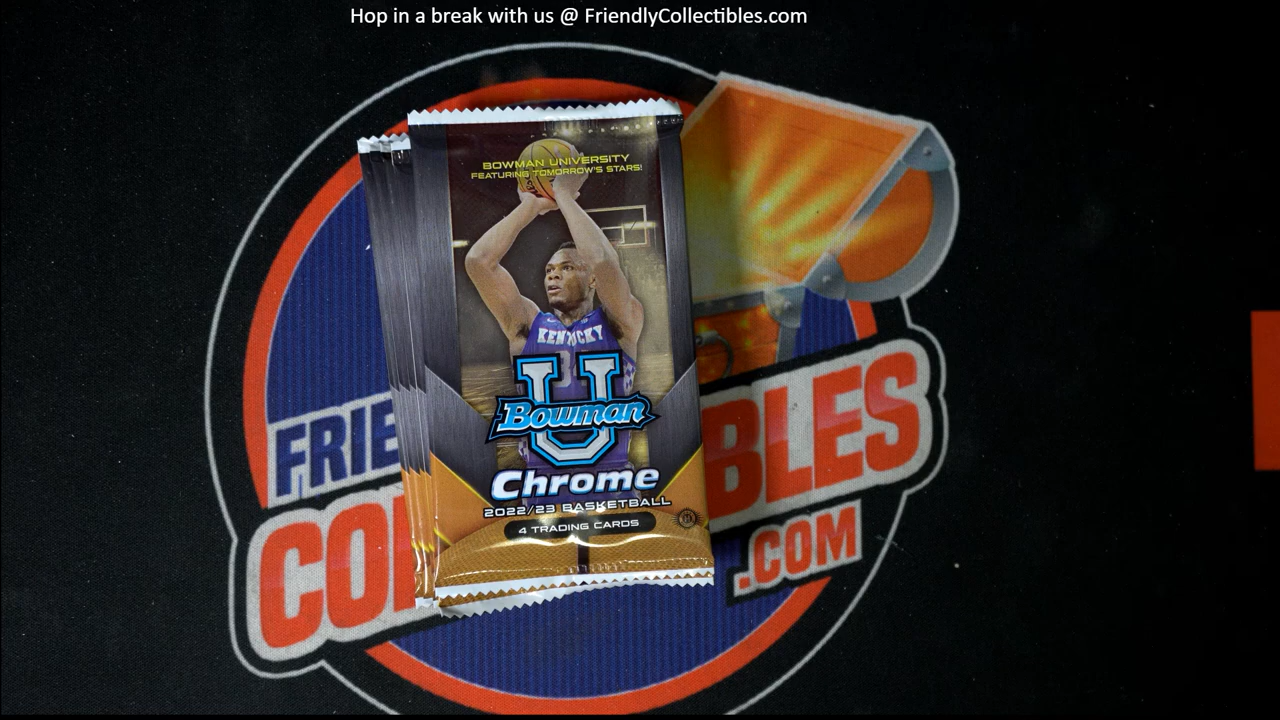 Hop in a break with us @ FriendlyCollectibles.com
BOWMAN UNIVERSITY
FEATURING TOMORROW'S STARS!
KENTUCKY
U
Bowman
Chrome
2022/23 BASKETBALL
4 TRADING CARDS
FRIE
CO BLES
.COM